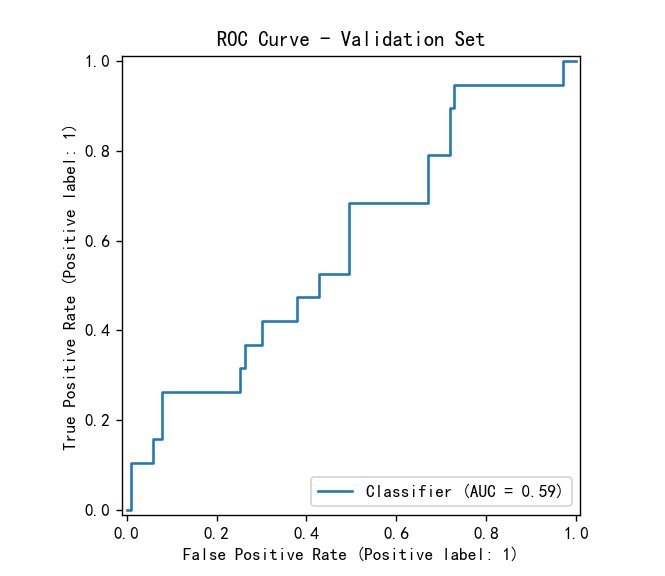 ROC Curve - Validation Set
True Positive Rate (Positive label: 1)
1.0
0.8
0.6
0.4
0.2
0.0
Classifier (AUC = 0.59)
0.0 0.2 0.4 0.6 0.8 1.0
False Positive Rate (Positive label: 1)